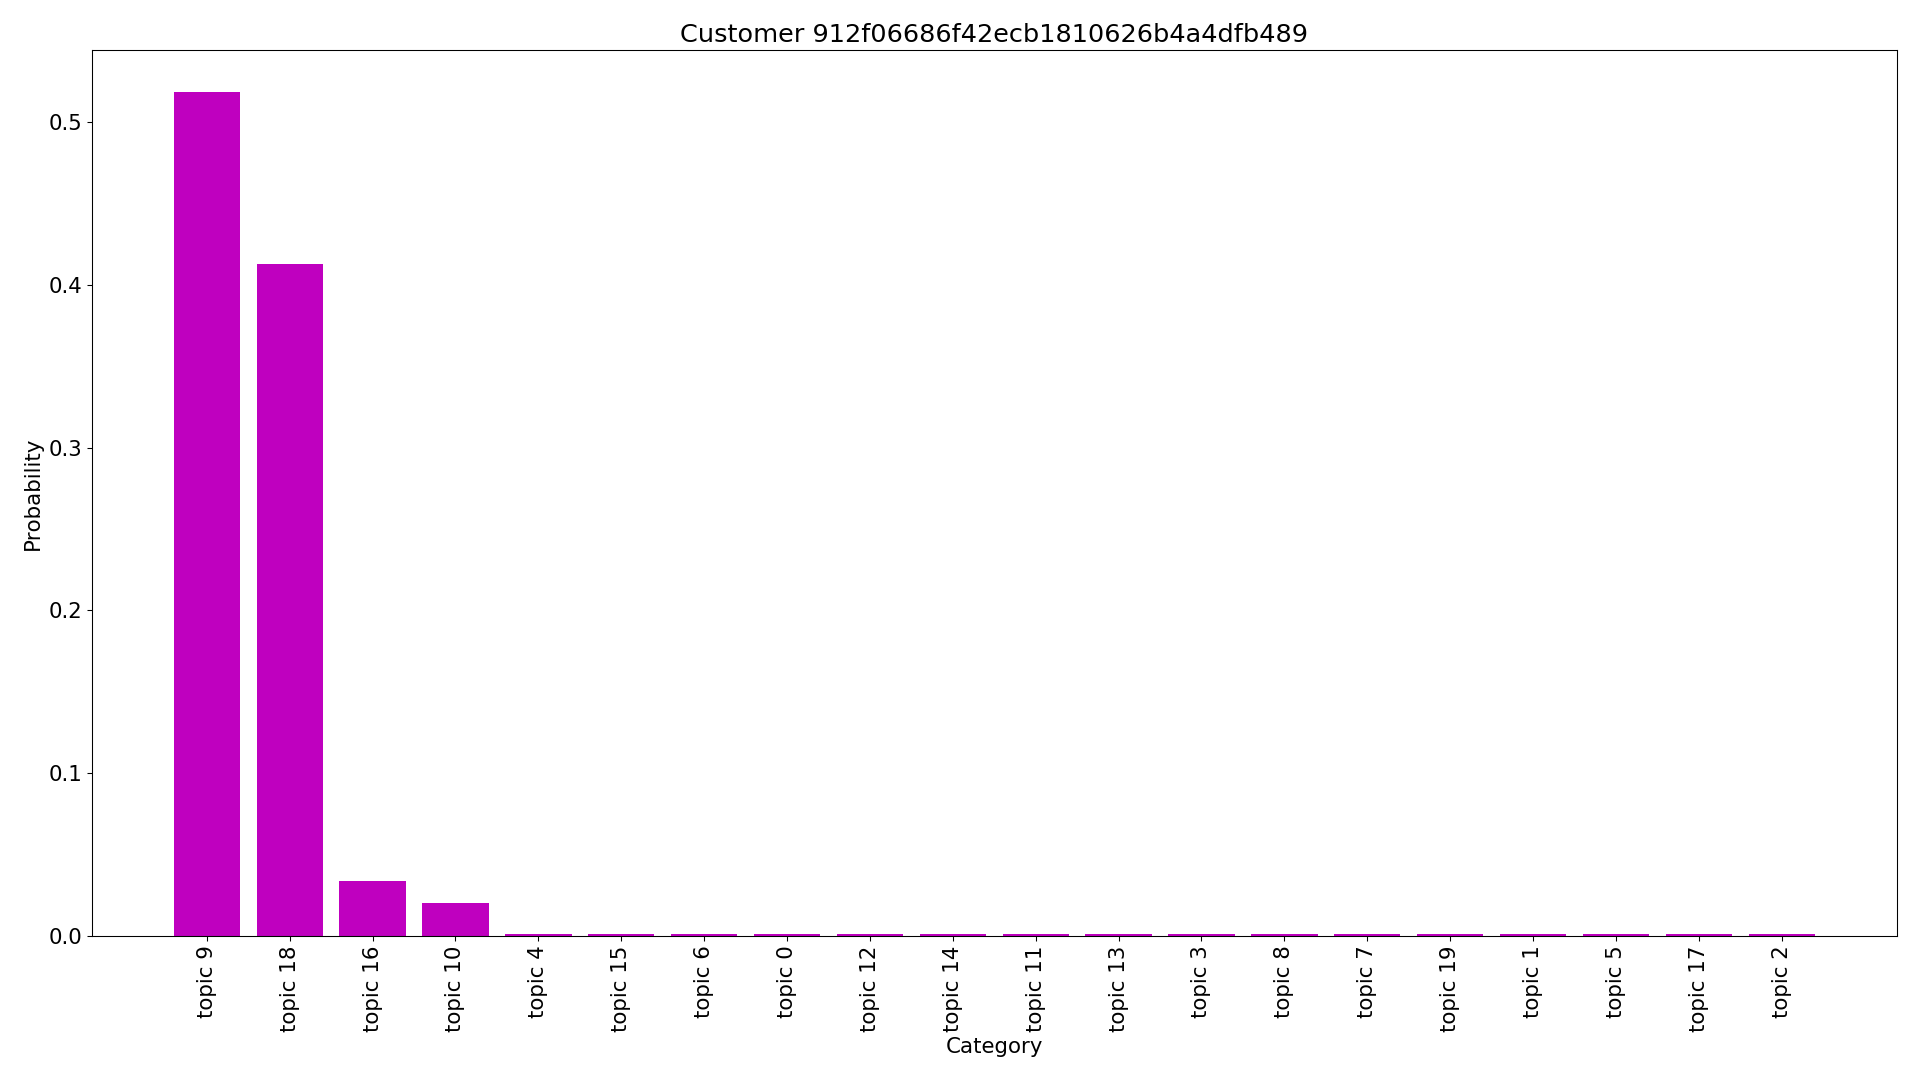 Customer 912f06686f42ecb1810626b4a4dfb489
Probability
0.5
0.4
0.3
0.2
0.1
0.0
topic 9
topic 18
topic 16
topic 10
topic 4
topic 15
topic 6
topic 0
topic 12
topic 14
topic 11
topic 13
topic 3
topic 8
topic 7
topic 19
topic 1
topic 5
topic 17
topic 2
Category